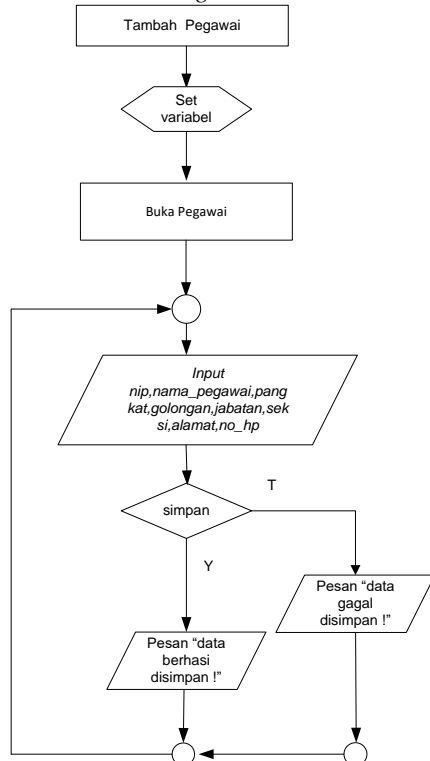 Tambah Pegawai
Set
variabel
Buka Pegawai
Input
nip,nama_pegawai,pang
kat,golongan,jabatan,sek
si,alamat,no_hp
simpan
T
Y
Pesan “data
gagal
disimpan !”
Pesan “data
berhasi
disimpan !”